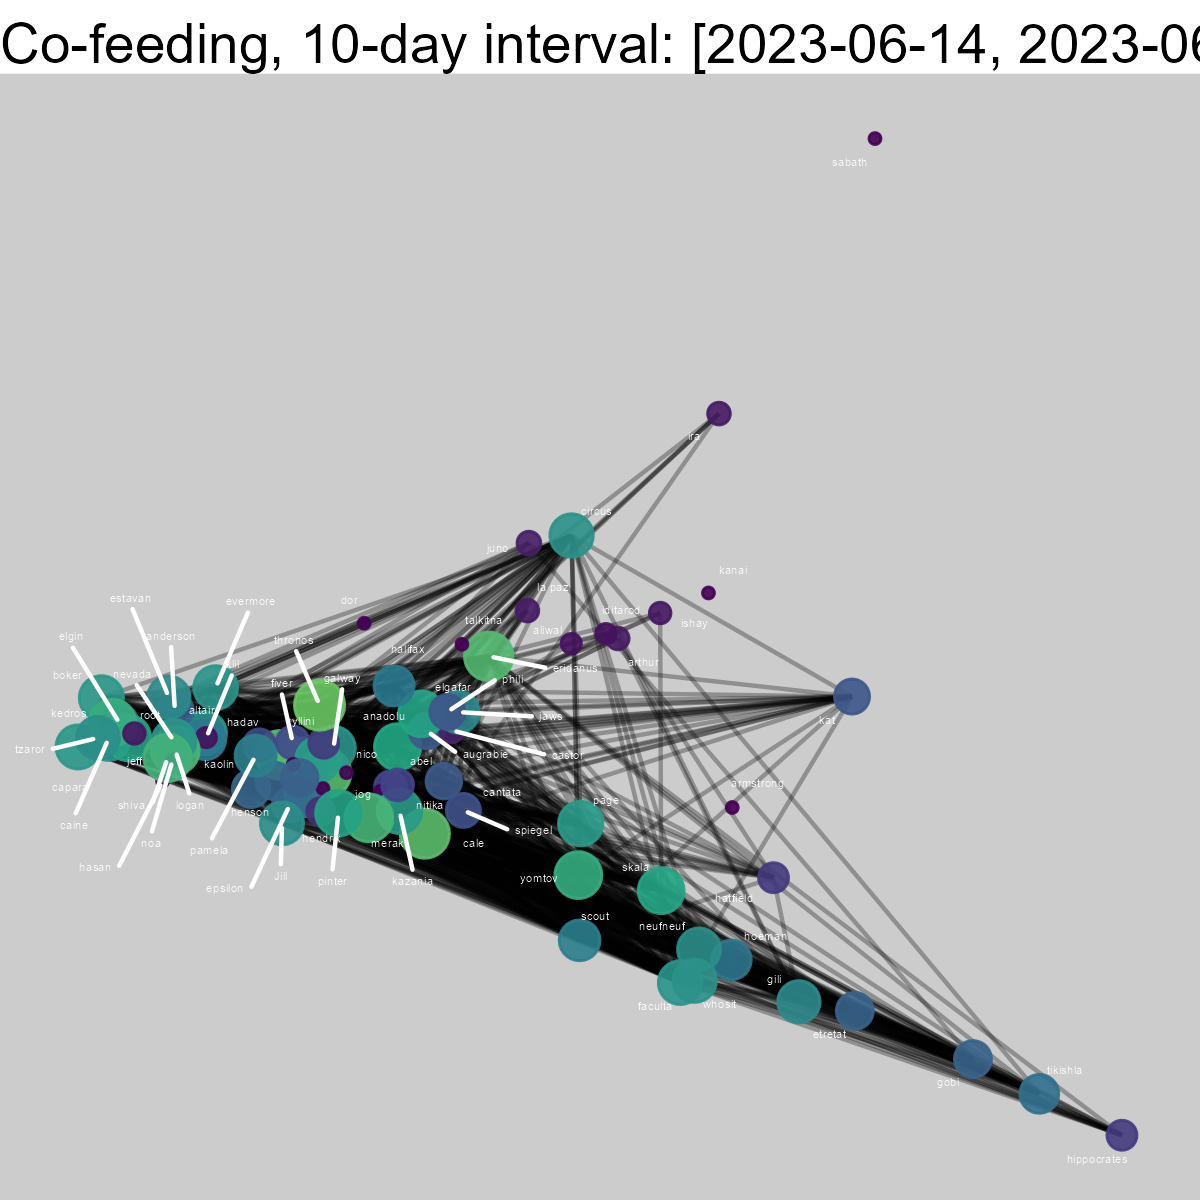 Co-feeding, 10-day interval: [2023-06-14, 2023-06
sabath
ira
circus
juno
kanai
la paz
estavan
evermore
dor
iditarod
ishay
talkitna
aliwal
elgin
anderson
thronos
arthur
halifax
eridanus
boker
nevada
fiver
galway
phili
elgafar
kedros
root
altair
anadolu
jaws
kat
hadav
tzaror
jeff
kaolin
nico
abel
augrabie
castor
capara
armstrong
shiva
logan
henson
jog
nitika
cantata
page
caine
spiegel
noa
pamela
hendrix
merak
cale
hasan
epsilon
Jill
pinter
kazania
yomtov
skala
hatfield
scout
neufneuf
hoeman
gili
faculta
whosit
etretat
gobi
tikishla
hippocrates